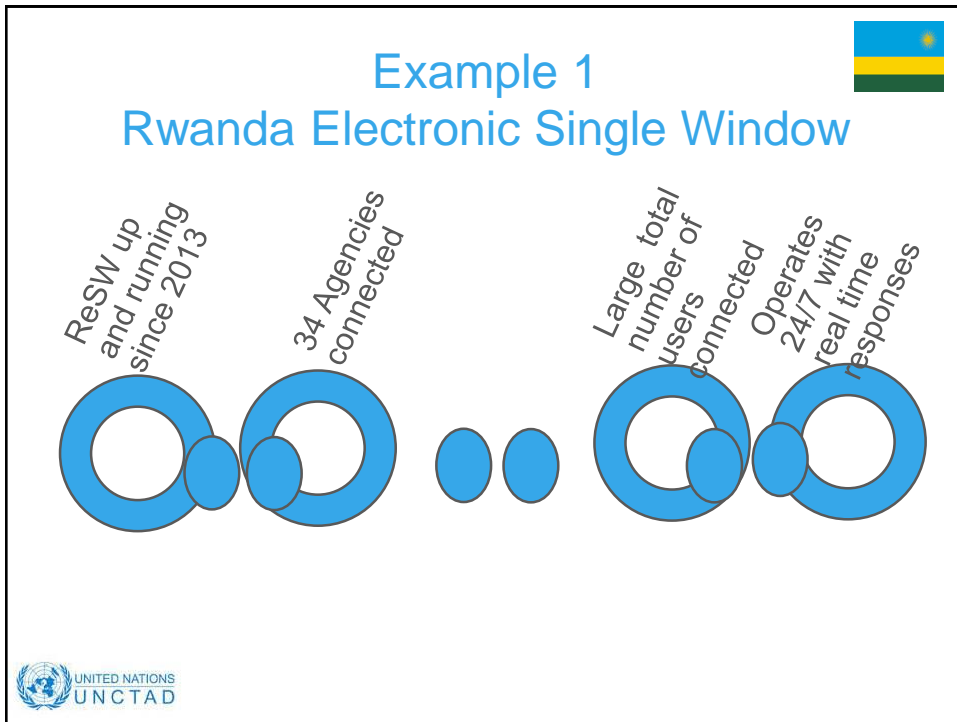 Example 1
Rwanda Electronic Single Window
ReSW up
and running
since 2013
34 Agencies
connected
Large total
number of
users
connected
Operates
24/7 with
real time
responses
UNITED NATIONS
UNCTAD